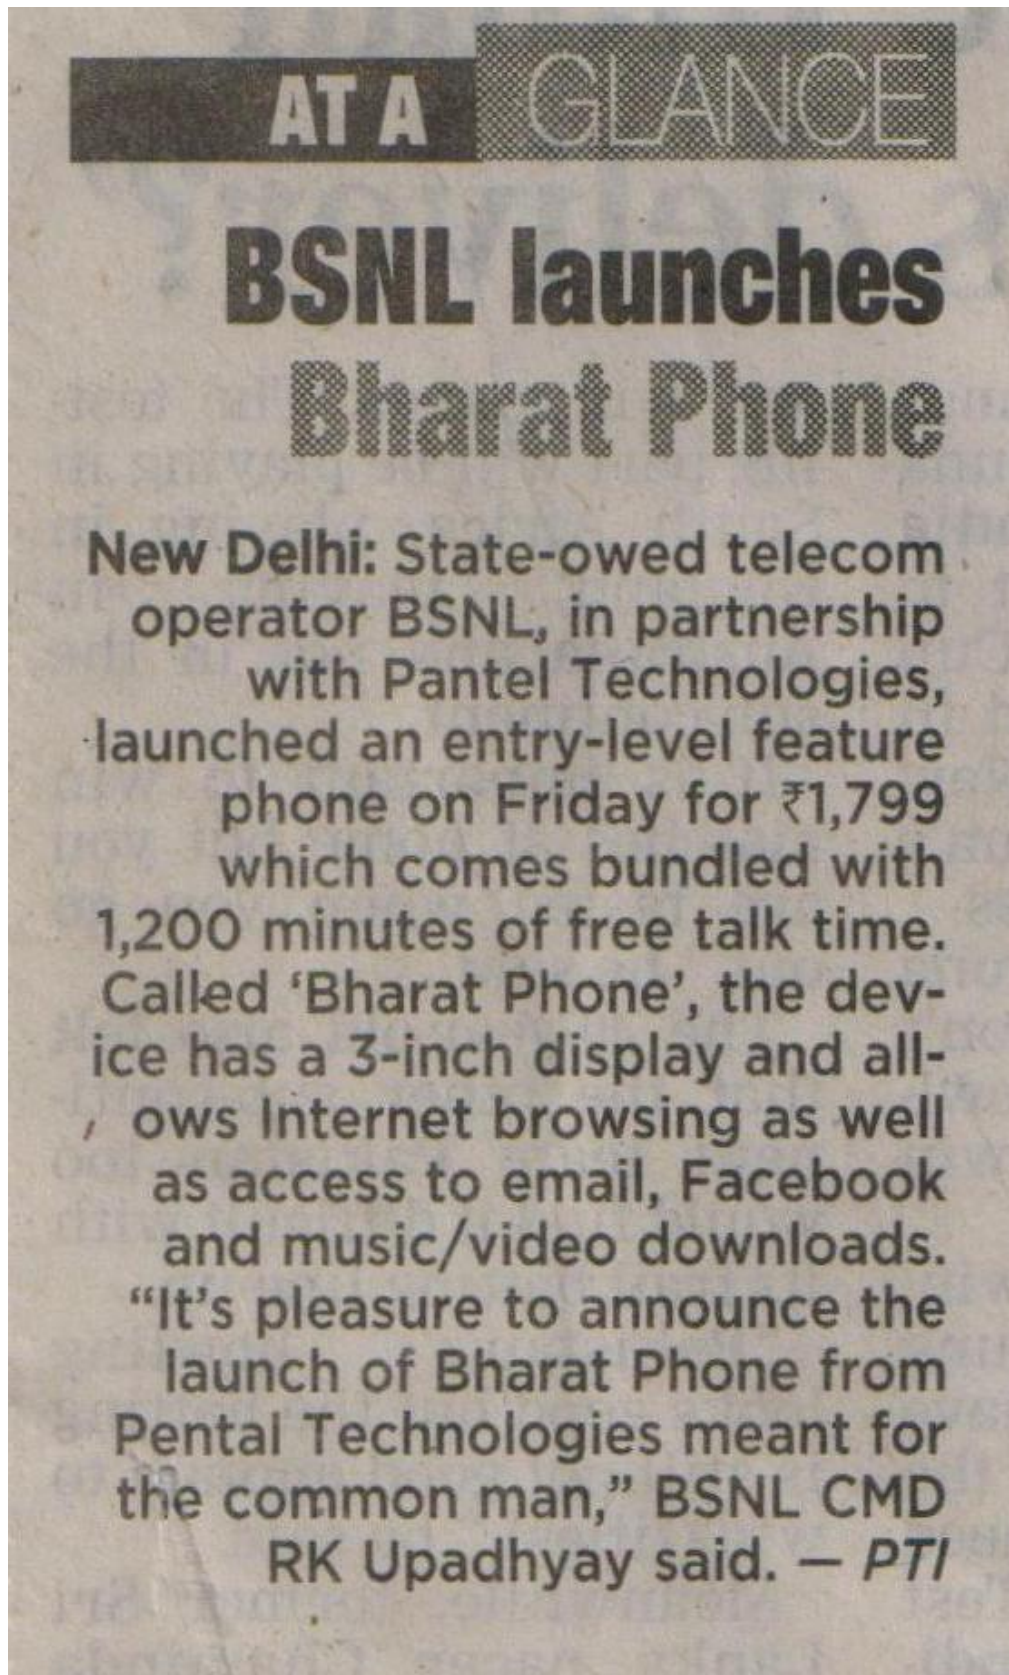 AT A GLANCE
BSNL launches
Bharat Phone
New Delhi: State-owed telecom
operator BSNL, in partnership
with Pantel Technologies,
launched an entry-level feature
phone on Friday for ₹1,799
which comes bundled with
1,200 minutes of free talk time.
Called ‘Bharat Phone’, the dev-
ice has a 3-inch display and all-
ows Internet browsing as well
as access to email, Facebook
and music/video downloads.
“It’s pleasure to announce the
launch of Bharat Phone from
Pental Technologies meant for
the common man,” BSNL CMD
RK Upadhyay said. — PTI